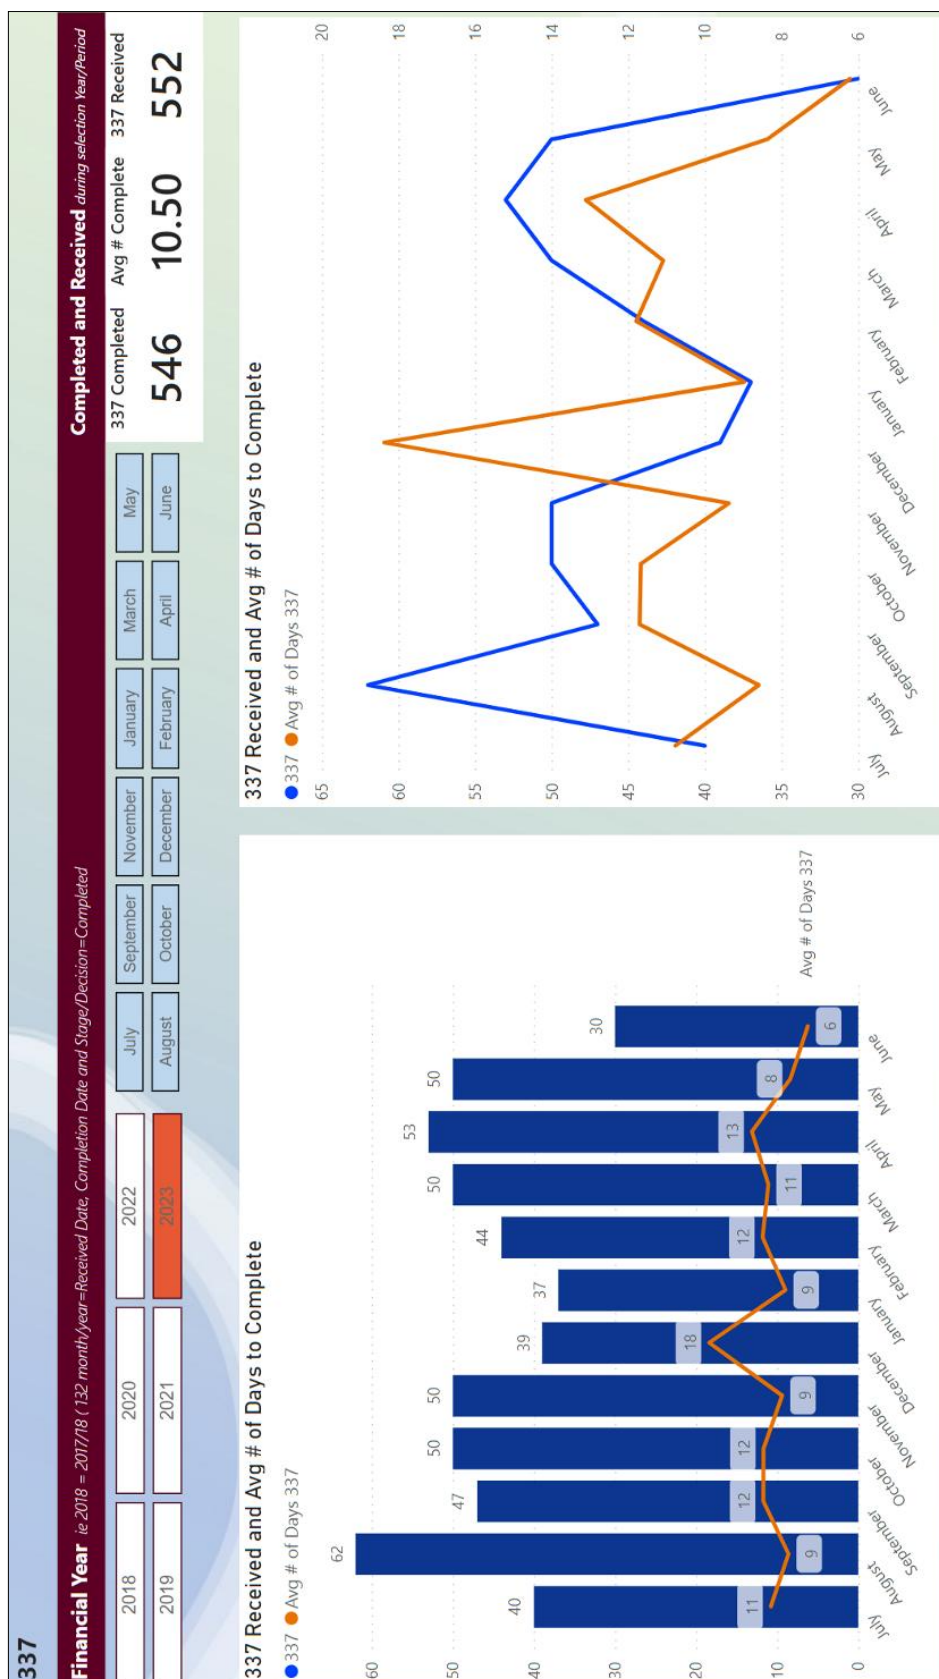 337
Financial Year ie 2018 = 2017/18 ( 132 month/year=Received Date, Completion Date and Stage/Decision=Completed
Completed and Received during selection Year/Period
2018 2020 2022
2019 2021 2023
July September November January March May
August October December February April June
337 Completed Avg # Complete 337 Received
546 10.50 552
337 Received and Avg # of Days to Complete
337 Avg # of Days 337
60
50
40
30
20
10
0
40 62 47 50 50 39 37 44 50 53 50 30
11 9 12 12 9 18 9 12 11 13 8 6
July August September October November December January February March April May June
Avg # of Days 337
337 Received and Avg # of Days to Complete
337 Avg # of Days 337
65
60
55
50
45
40
35
30
20
18
16
14
12
10
8
6
July August September October November December January February March April May June